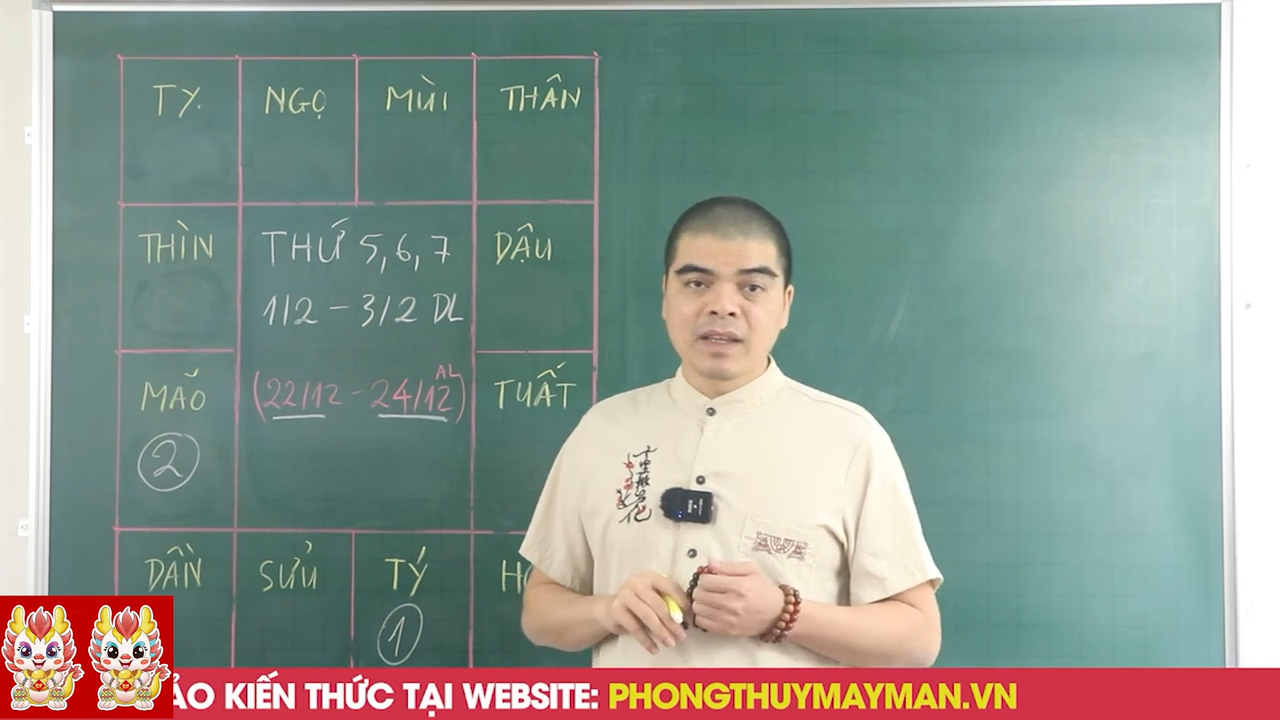 TỴ. NGỌ MÙI THÂN
THÌN THỨ 5,6,7 DẬU
1/2 - 3/2 DL
MÃO (22/12 - 24/12) AL TUẤT
2
DẦN SỬU TÝ
1
KIẾN THỨC TẠI WEBSITE: PHONGTHUYMAYMAN.VN